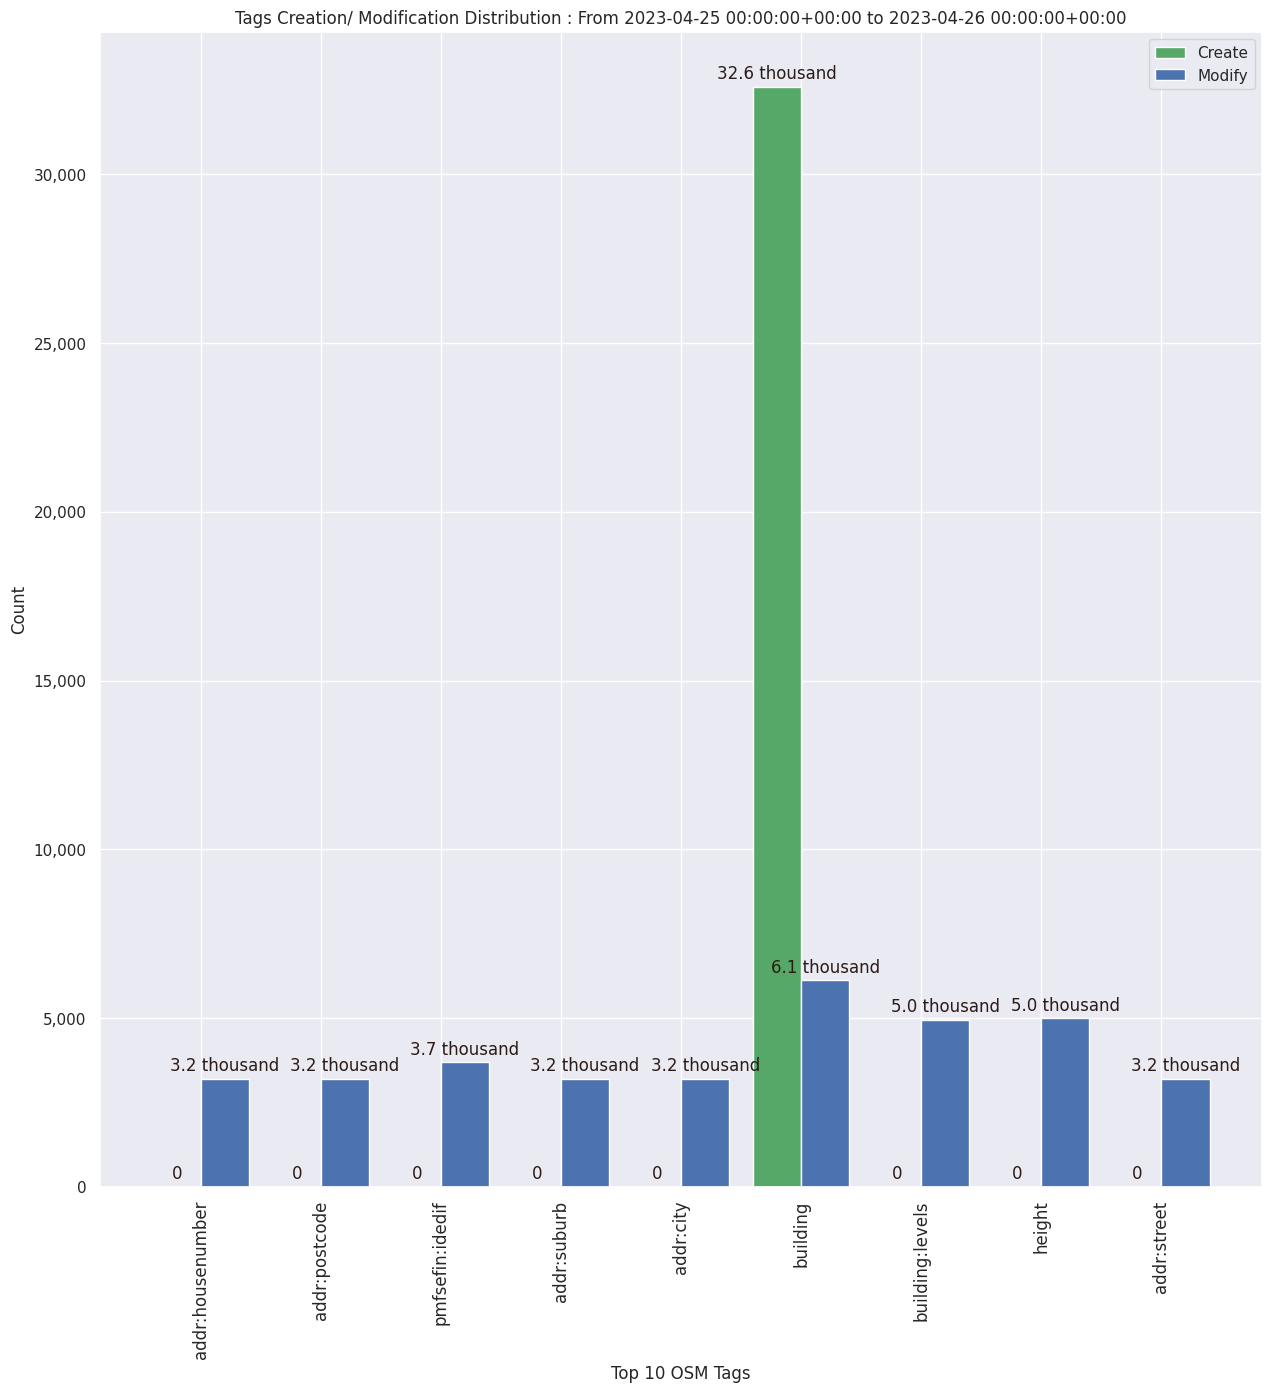 Tags Creation/ Modification Distribution : From 2023-04-25 00:00:00+00:00 to 2023-04-26 00:00:00+00:00
Create
Modify
32.6 thousand
30,000
25,000
20,000
15,000
10,000
5,000
0
Count
6.1 thousand
5.0 thousand
5.0 thousand
3.7 thousand
3.2 thousand
3.2 thousand
3.2 thousand
3.2 thousand
3.2 thousand
0
0
0
0
0
0
0
0
addr:housenumber
addr:postcode
pmfsefin:idedif
addr:suburb
addr:city
building
building:levels
height
addr:street
Top 10 OSM Tags